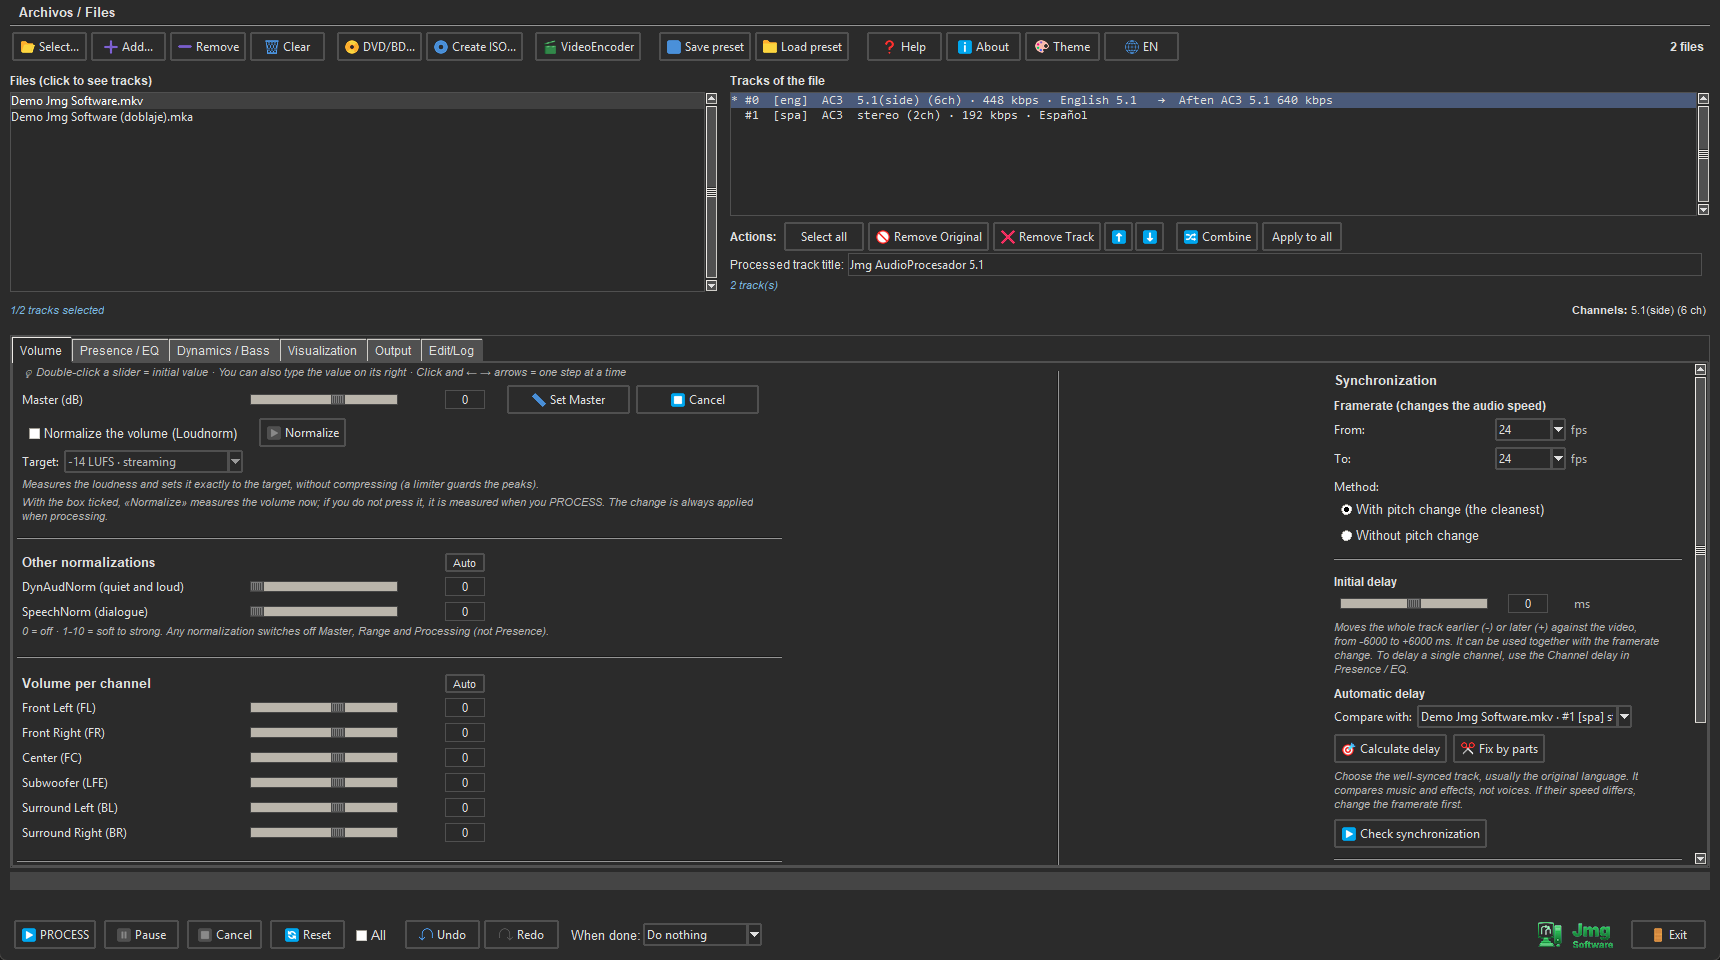 Archivos / Files
Select... Add... Remove Clear DVD/BD... Create ISO... VideoEncoder Save preset Load preset Help About Theme EN 2 files
Files (click to see tracks)
Demo Jmg Software.mkv
Demo Jmg Software (doblaje).mka
Tracks of the file
* #0 [eng] AC3 5.1(side) (6ch) · 448 kbps · English 5.1 → Aften AC3 5.1 640 kbps
#1 [spa] AC3 stereo (2ch) · 192 kbps · Español
Actions: Select all Remove Original Remove Track Combine Apply to all
Processed track title: Jmg AudioProcesador 5.1
2 track(s)
1/2 tracks selected
Channels: 5.1(side) (6 ch)
Volume Presence / EQ Dynamics / Bass Visualization Output Edit/Log
Double-click a slider = initial value · You can also type the value on its right · Click and ←→ arrows = one step at a time
Master (dB) 0 Set Master Cancel
Normalize the volume (Loudnorm) Normalize
Target: -14 LUFS · streaming
Measures the loudness and sets it exactly to the target, without compressing (a limiter guards the peaks).
With the box ticked, «Normalize» measures the volume now; if you do not press it, it is measured when you PROCESS. The change is always applied
when processing.
Other normalizations Auto
DynAudNorm (quiet and loud) 0
SpeechNorm (dialogue) 0
0 = off · 1-10 = soft to strong. Any normalization switches off Master, Range and Processing (not Presence).
Volume per channel Auto
Front Left (FL) 0
Front Right (FR) 0
Center (FC) 0
Subwoofer (LFE) 0
Surround Left (BL) 0
Surround Right (BR) 0
Synchronization
Framerate (changes the audio speed)
From: 24 fps
To: 24 fps
Method:
With pitch change (the cleanest)
Without pitch change
Initial delay
0 ms
Moves the whole track earlier (-) or later (+) against the video,
from -6000 to +6000 ms. It can be used together with the framerate
change. To delay a single channel, use the Channel delay in
Presence / EQ.
Automatic delay
Compare with: Demo Jmg Software.mkv · #1 [spa] s
Calculate delay Fix by parts
Choose the well-synced track, usually the original language. It
compares music and effects, not voices. If their speed differs,
change the framerate first.
Check synchronization
PROCESS Pause Cancel Reset All Undo Redo When done: Do nothing Jmg Software Exit